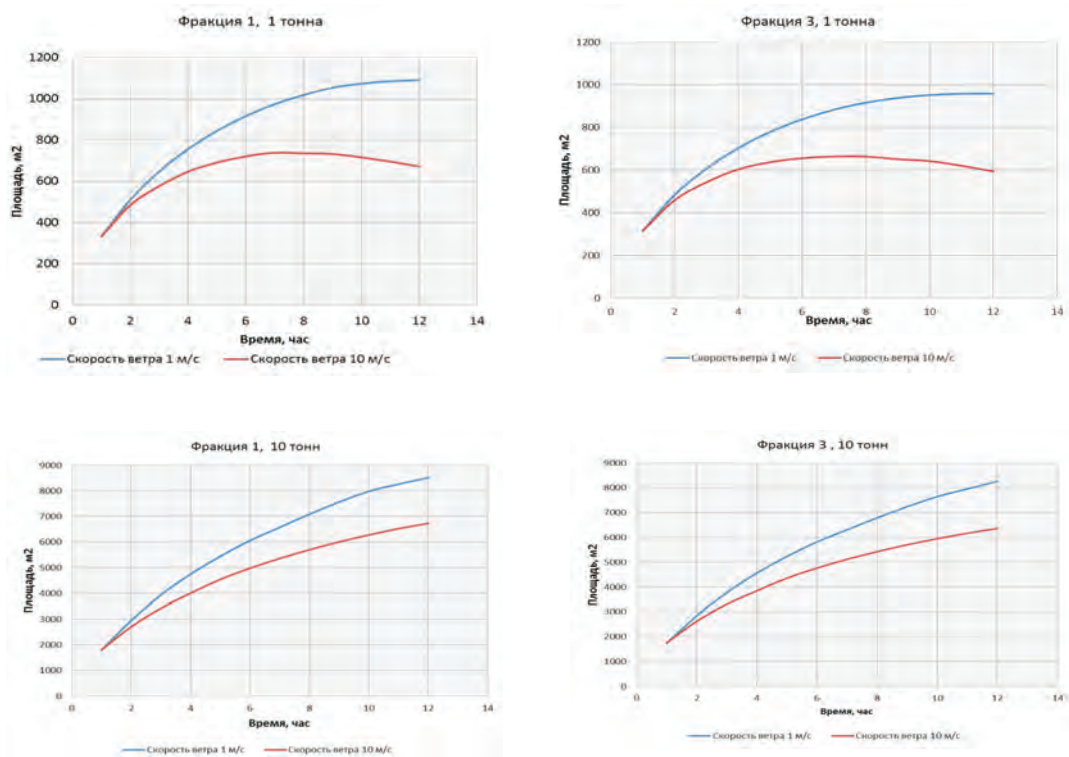 Фракция 1, 1 тонна
1200
1000
800
600
400
200
0
Площадь, м2
0 2 4 6 8 10 12 14
Время, час
Скорость ветра 1 м/с Скорость ветра 10 м/с
Фракция 3, 1 тонна
1200
1000
800
600
400
200
0
Площадь, м2
0 2 4 6 8 10 12 14
Время, час
Скорость ветра 1 м/с Скорость ветра 10 м/с
Фракция 1, 10 тонн
9000
8000
7000
6000
5000
4000
3000
2000
1000
0
Площадь, м2
0 2 4 6 8 10 12 14
Время, час
Скорость ветра 1 м/с Скорость ветра 10 м/с
Фракция 3 , 10 тонн
9000
8000
7000
6000
5000
4000
3000
2000
1000
0
Площадь, м2
0 2 4 6 8 10 12 14
Время, час
Скорость ветра 1 м/с Скорость ветра 10 м/с